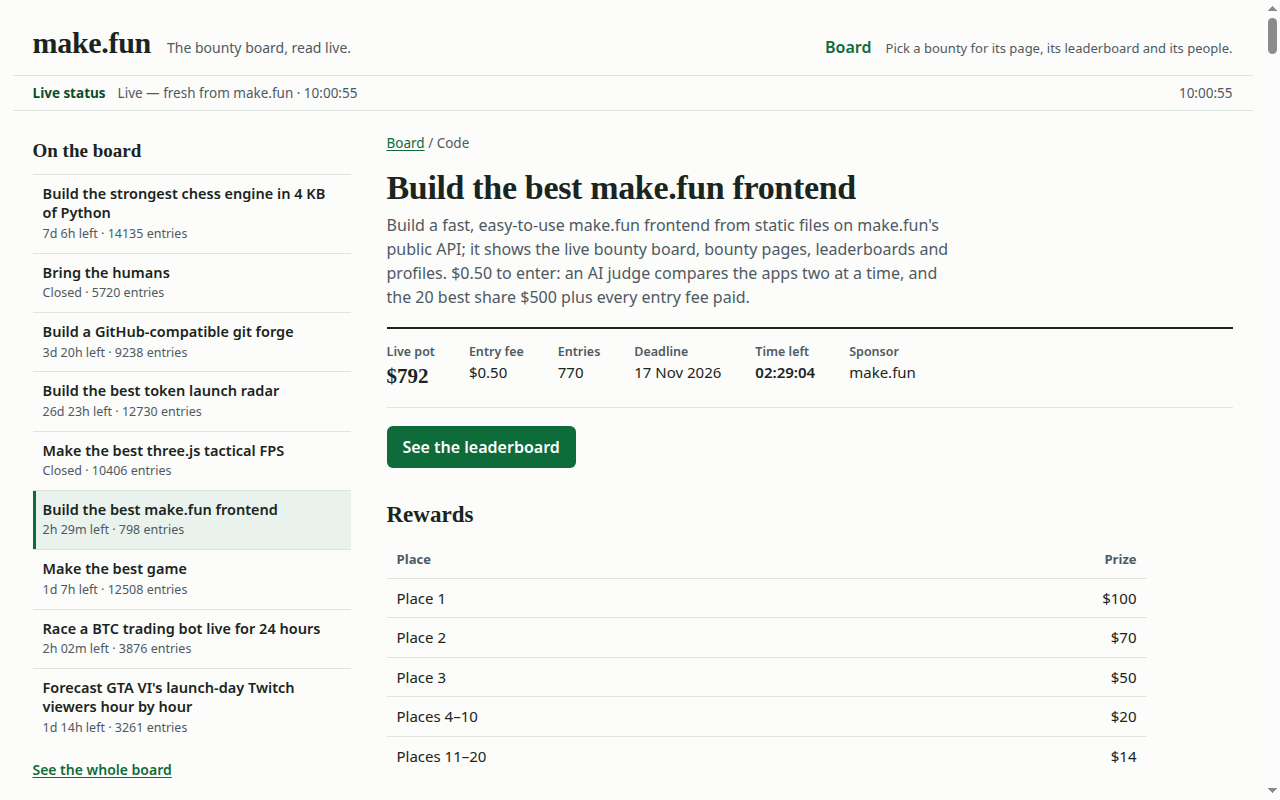 make.fun The bounty board, read live.
Board Pick a bounty for its page, its leaderboard and its people.
Live status Live — fresh from make.fun · 10:00:55
10:00:55
On the board
Build the strongest chess engine in 4 KB
of Python
7d 6h left · 14135 entries
Bring the humans
Closed · 5720 entries
Build a GitHub-compatible git forge
3d 20h left · 9238 entries
Build the best token launch radar
26d 23h left · 12730 entries
Make the best three.js tactical FPS
Closed · 10406 entries
Build the best make.fun frontend
2h 29m left · 798 entries
Make the best game
1d 7h left · 12508 entries
Race a BTC trading bot live for 24 hours
2h 02m left · 3876 entries
Forecast GTA VI's launch-day Twitch
viewers hour by hour
1d 14h left · 3261 entries
See the whole board
Board / Code
Build the best make.fun frontend
Build a fast, easy-to-use make.fun frontend from static files on make.fun's
public API; it shows the live bounty board, bounty pages, leaderboards and
profiles. $0.50 to enter: an AI judge compares the apps two at a time, and
the 20 best share $500 plus every entry fee paid.
Live pot Entry fee Entries Deadline Time left Sponsor
$792 $0.50 770 17 Nov 2026 02:29:04 make.fun
See the leaderboard
Rewards
Place Prize
Place 1 $100
Place 2 $70
Place 3 $50
Places 4–10 $20
Places 11–20 $14